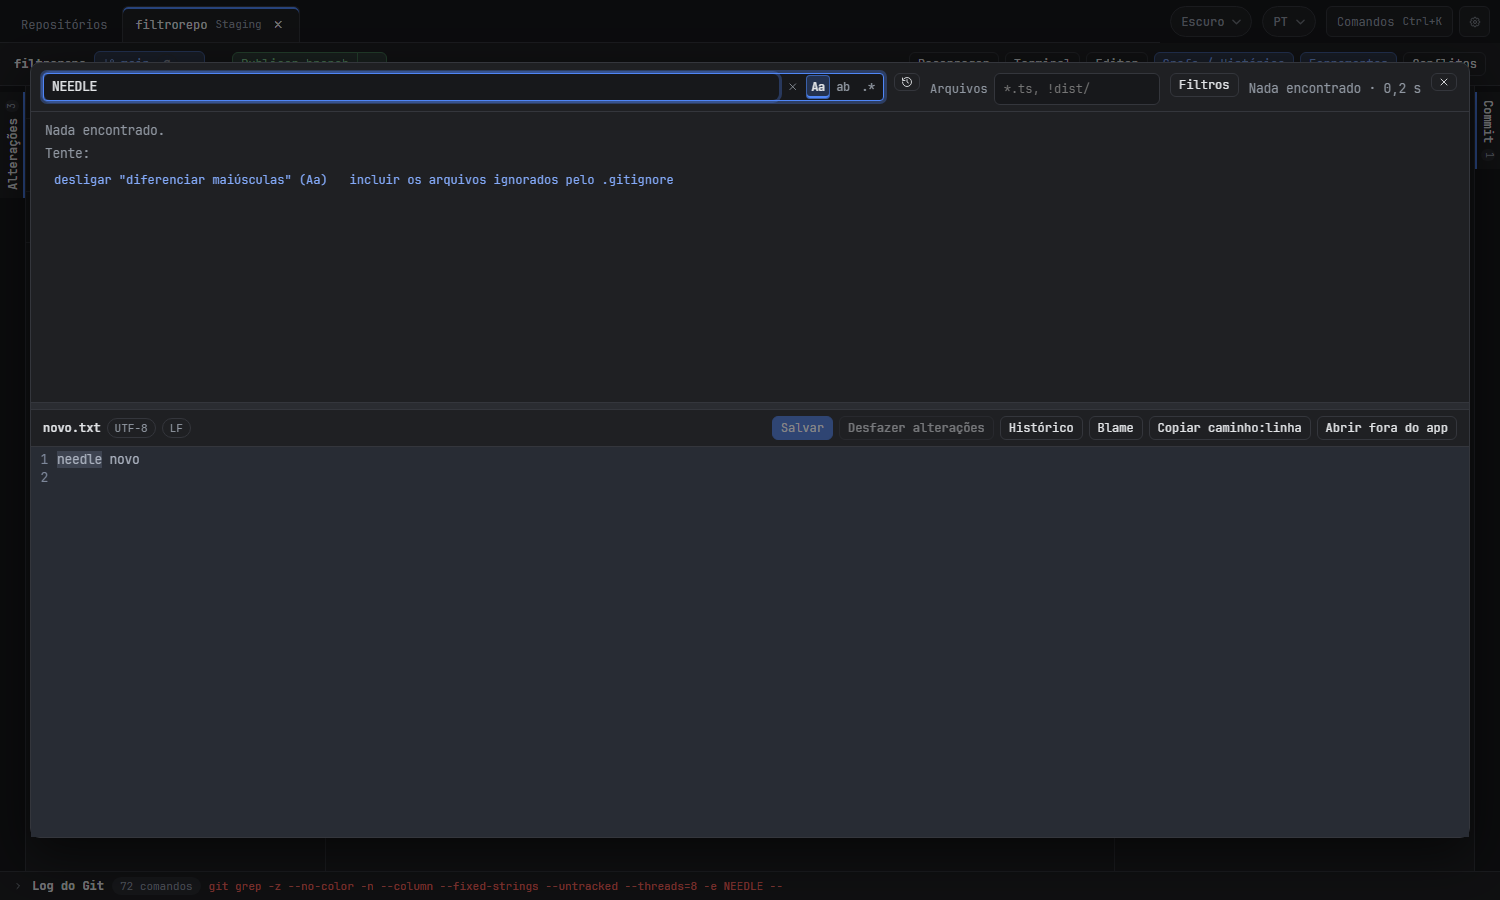 Repositórios filtrorepo Staging × Escuro PT Comandos Ctrl+K
NEEDLE × Aa ab .* Arquivos *.ts, !dist/ Filtros Nada encontrado · 0,2 s ×
Alterações 3
Commit 1
Nada encontrado.
Tente:
desligar "diferenciar maiúsculas" (Aa) incluir os arquivos ignorados pelo .gitignore
novo.txt UTF-8 LF Salvar Desfazer alterações Histórico Blame Copiar caminho:linha Abrir fora do app
1 needle novo
2
› Log do Git 72 comandos git grep -z --no-color -n --column --fixed-strings --untracked --threads=8 -e NEEDLE --